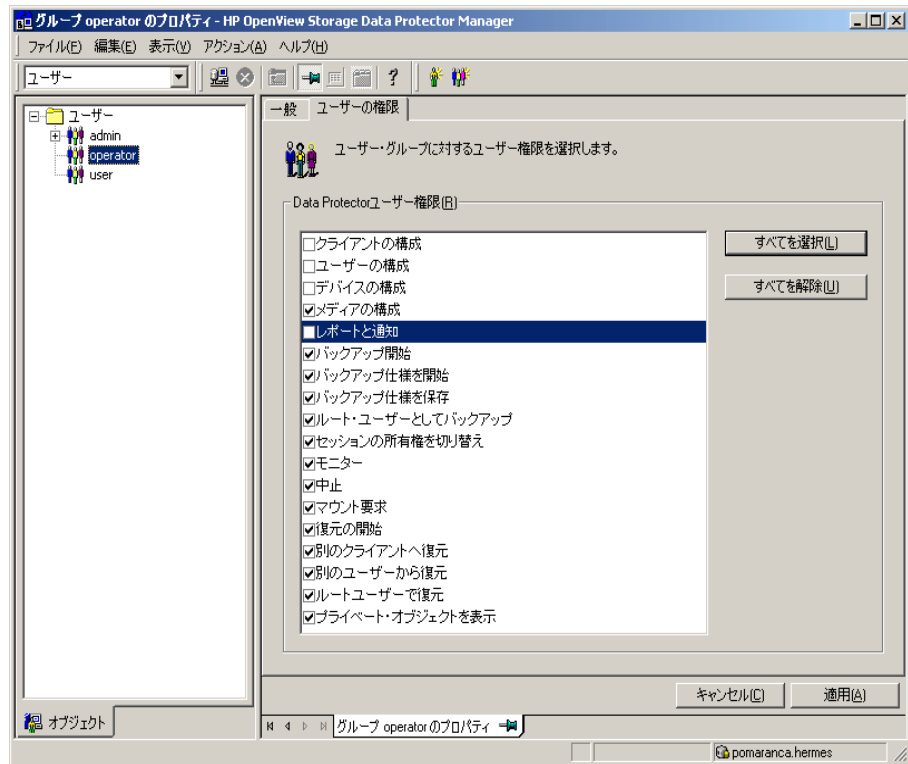 グループ operator のプロパティ - HP OpenView Storage Data Protector Manager
ファイル(F) 編集(E) 表示(V) アクション(A) ヘルプ(H)
ユーザー
ユーザー
admin
operator
user
オブジェクト
一般 ユーザーの権限
ユーザー・グループに対するユーザー権限を選択します。
Data Protectorユーザー権限(R)
クライアントの構成
ユーザーの構成
デバイスの構成
メディアの構成
レポートと通知
バックアップ開始
バックアップ仕様を開始
バックアップ仕様を保存
ルート・ユーザーとしてバックアップ
セッションの所有権を切り替え
モニター
中止
マウント要求
復元の開始
別のクライアントへ復元
別のユーザーから復元
ルートユーザーで復元
プライベート・オブジェクトを表示
すべてを選択(L)
すべてを解除(U)
キャンセル(C) 適用(A)
グループ operator のプロパティ
pomaranca.hermes